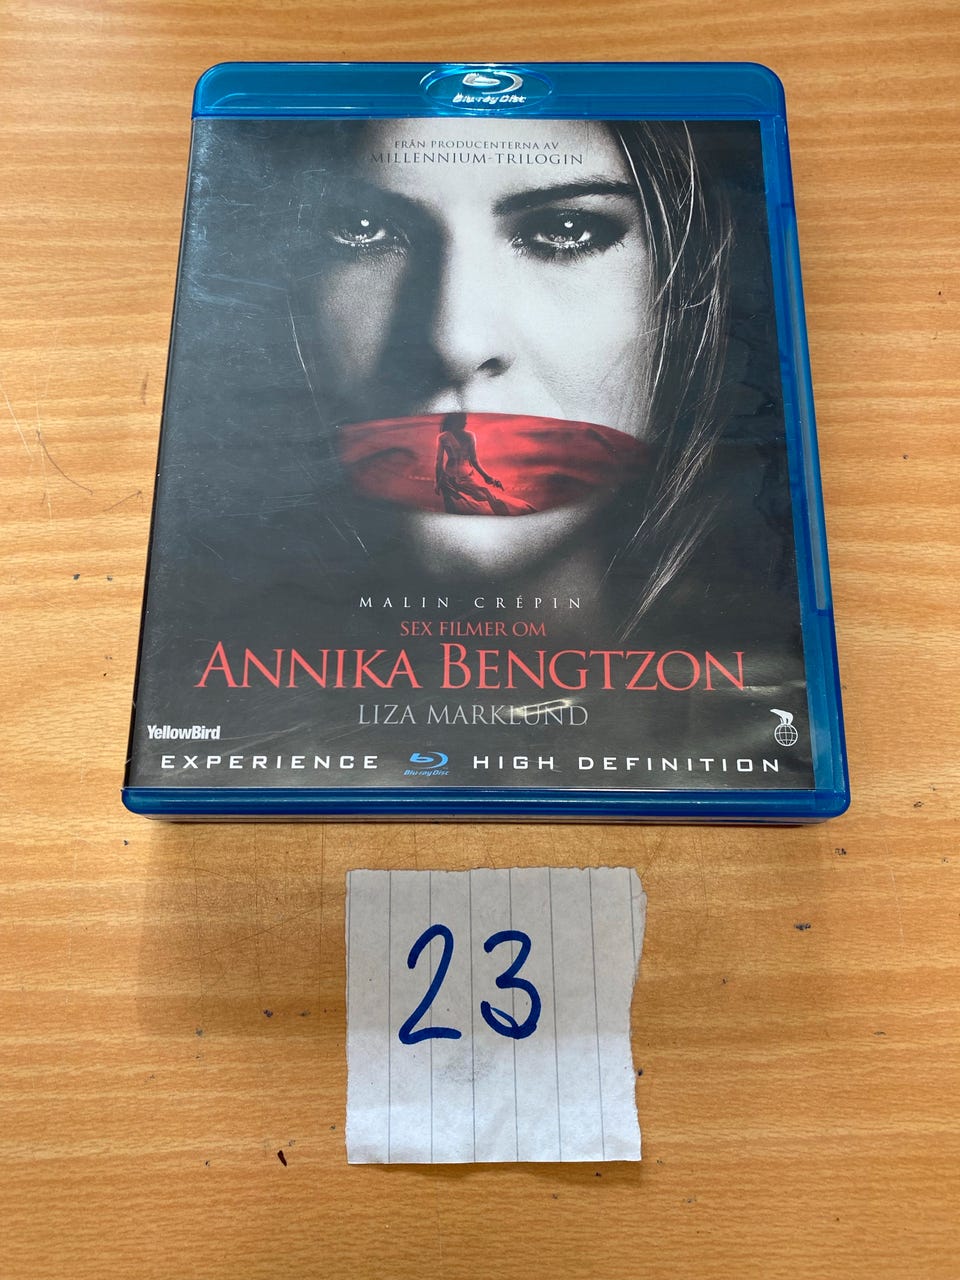 Blu-ray Disc
FRÅN PRODUCENTERNA AV
MILLENNIUM-TRILOGIN
MALIN CRÉPIN
SEX FILMER OM
ANNIKA BENGTZON
LIZA MARKLUND
YellowBird
EXPERIENCE Blu-ray Disc HIGH DEFINITION
23